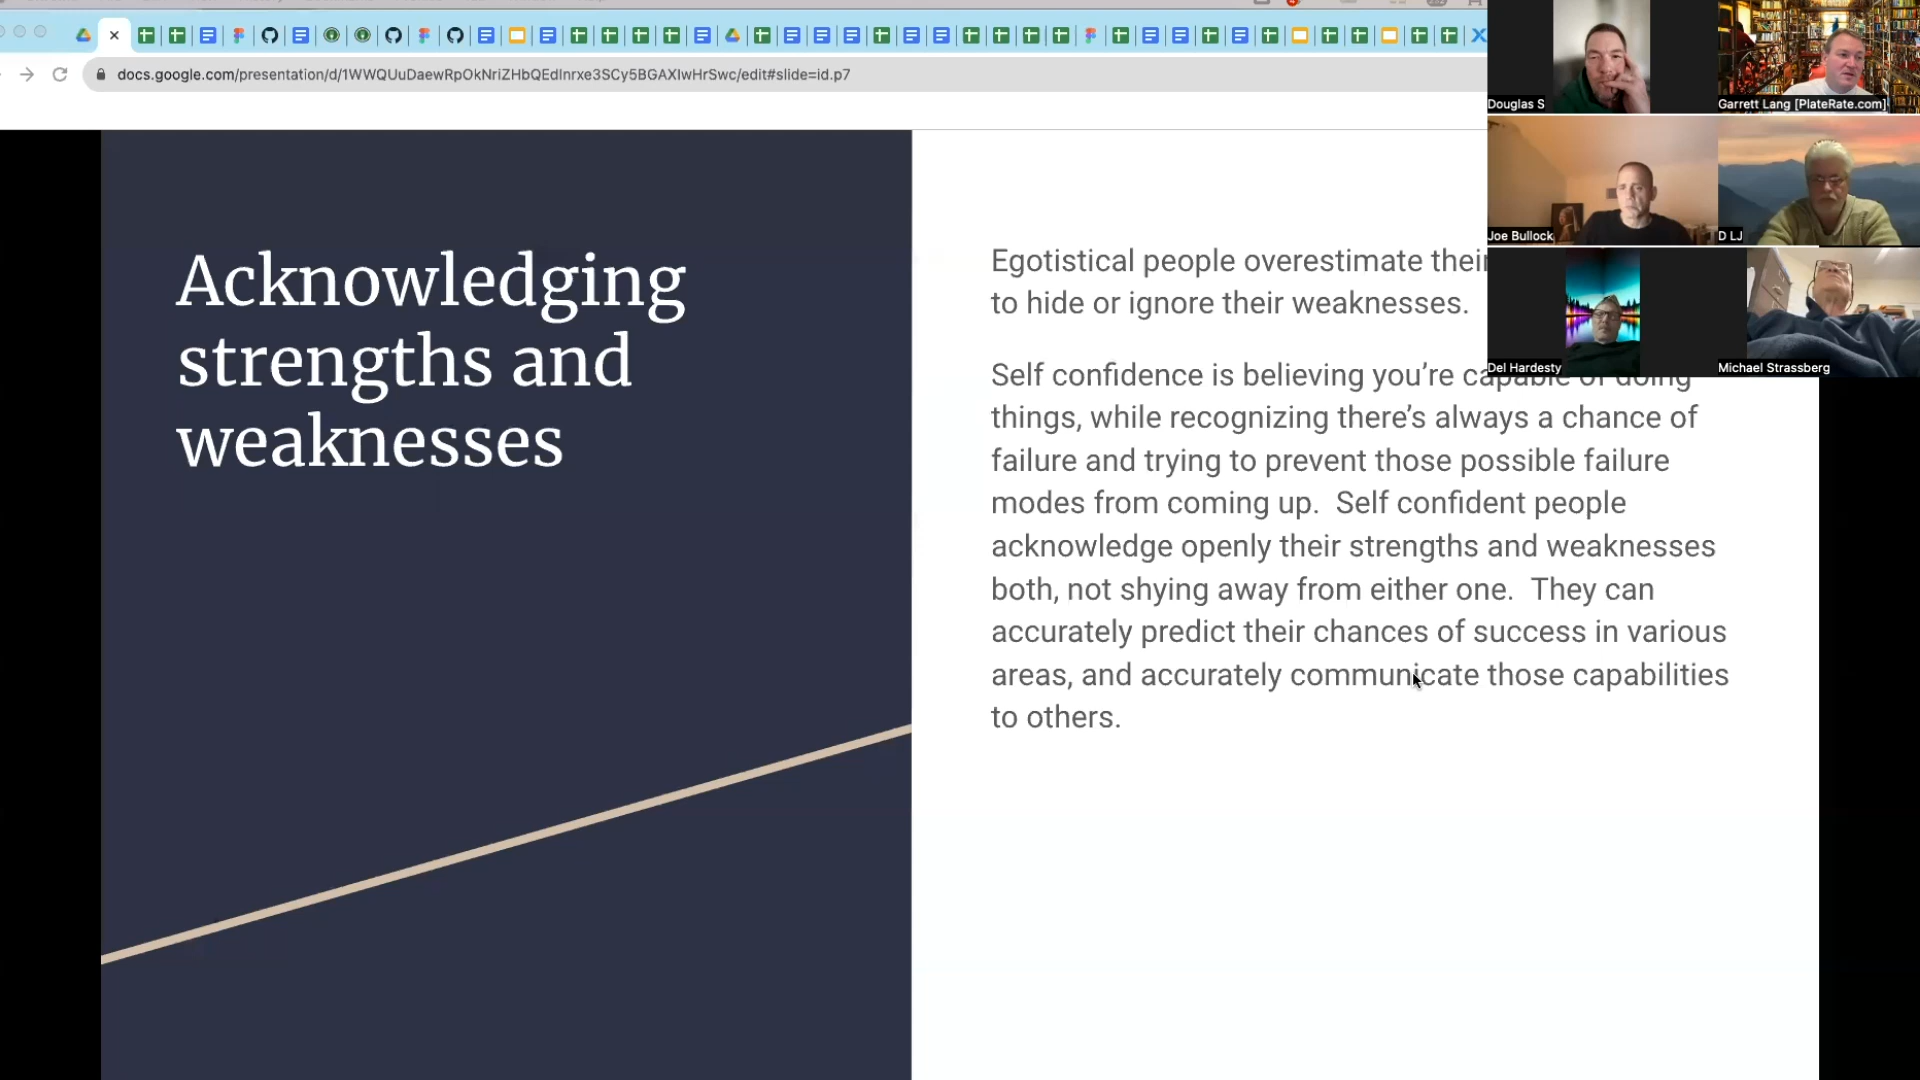 docs.google.com/presentation/d/1WWQUuDaewRpOkNriZHbQEdInrxe3SCy5BGAXIwHrSwc/edit#slide=id.p7
Douglas S
Garrett Lang [PlateRate.com]
Joe Bullock
D LJ
Del Hardesty
Michael Strassberg
Acknowledging
strengths and
weaknesses
Egotistical people overestimate their
to hide or ignore their weaknesses.
Self confidence is believing you’re capable of doing
things, while recognizing there’s always a chance of
failure and trying to prevent those possible failure
modes from coming up. Self confident people
acknowledge openly their strengths and weaknesses
both, not shying away from either one. They can
accurately predict their chances of success in various
areas, and accurately communicate those capabilities
to others.